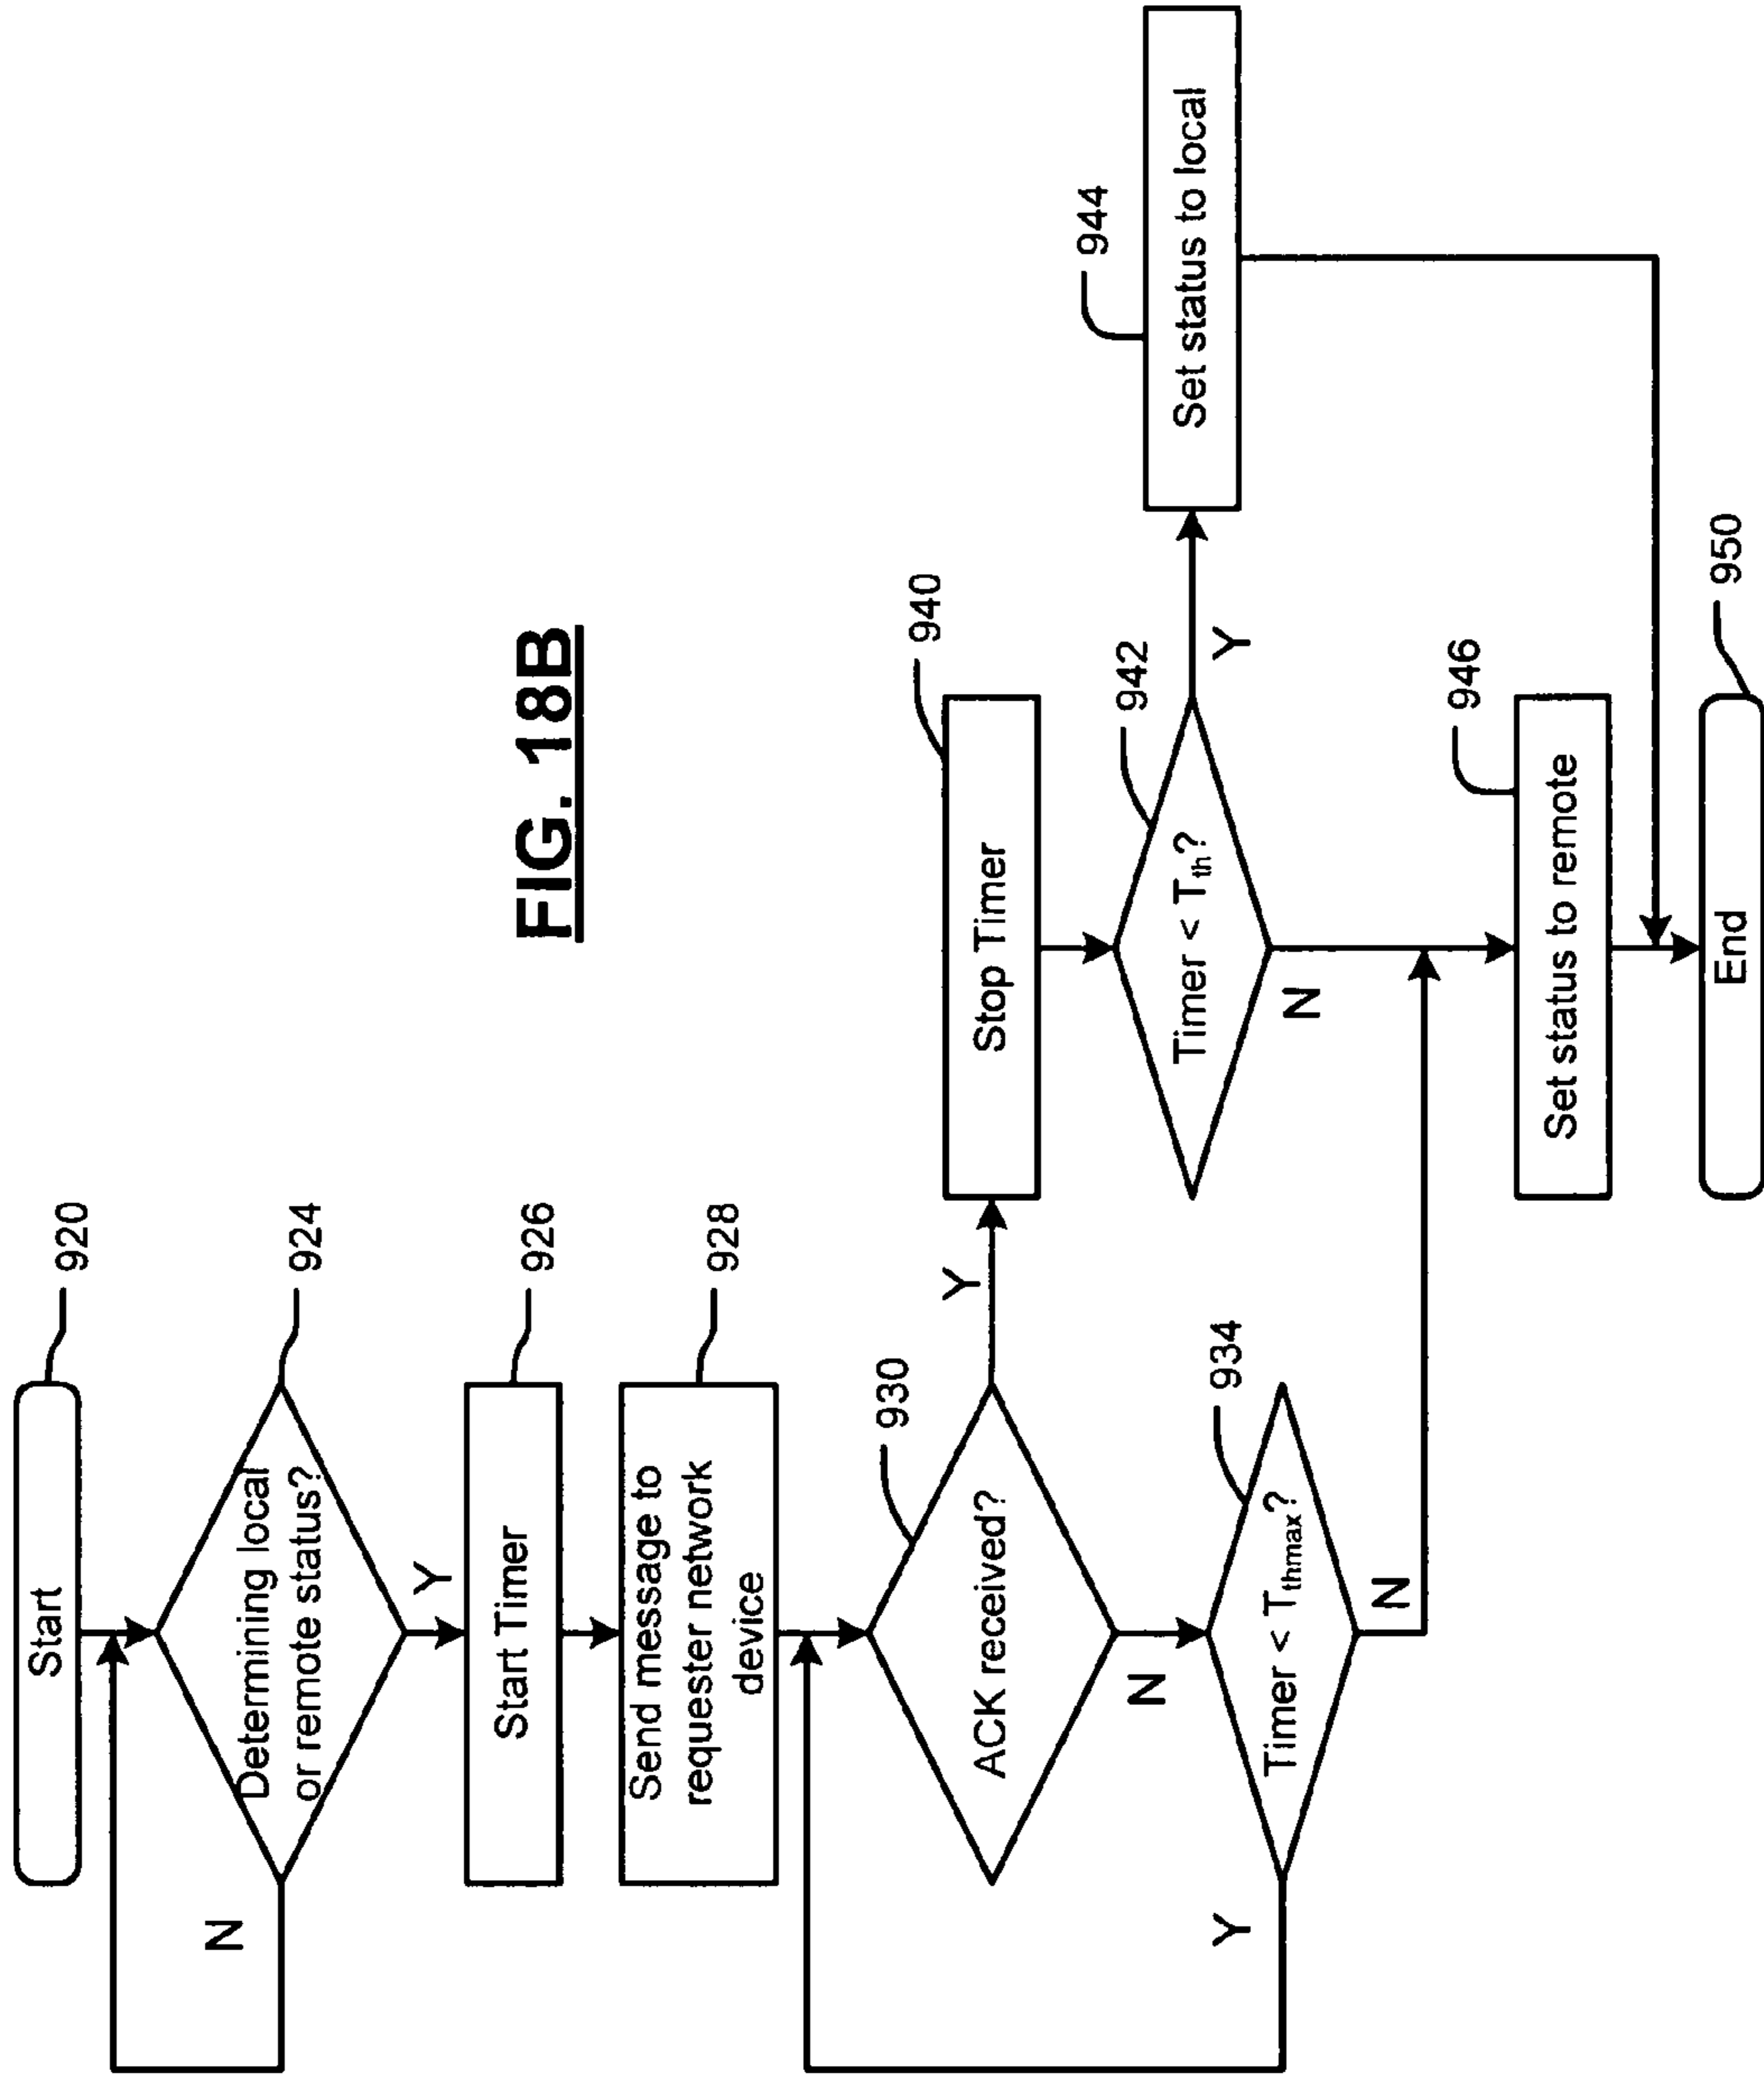 Start
920
Determining local
or remote status?
924
N
Y
Start Timer
926
Send message to
requester network
device
928
ACK received?
930
Y
N
Timer < Tthmax?
934
Y
N
FIG. 18B
Stop Timer
940
Timer < Tth?
942
Y
N
Set status to local
944
Set status to remote
946
End
950